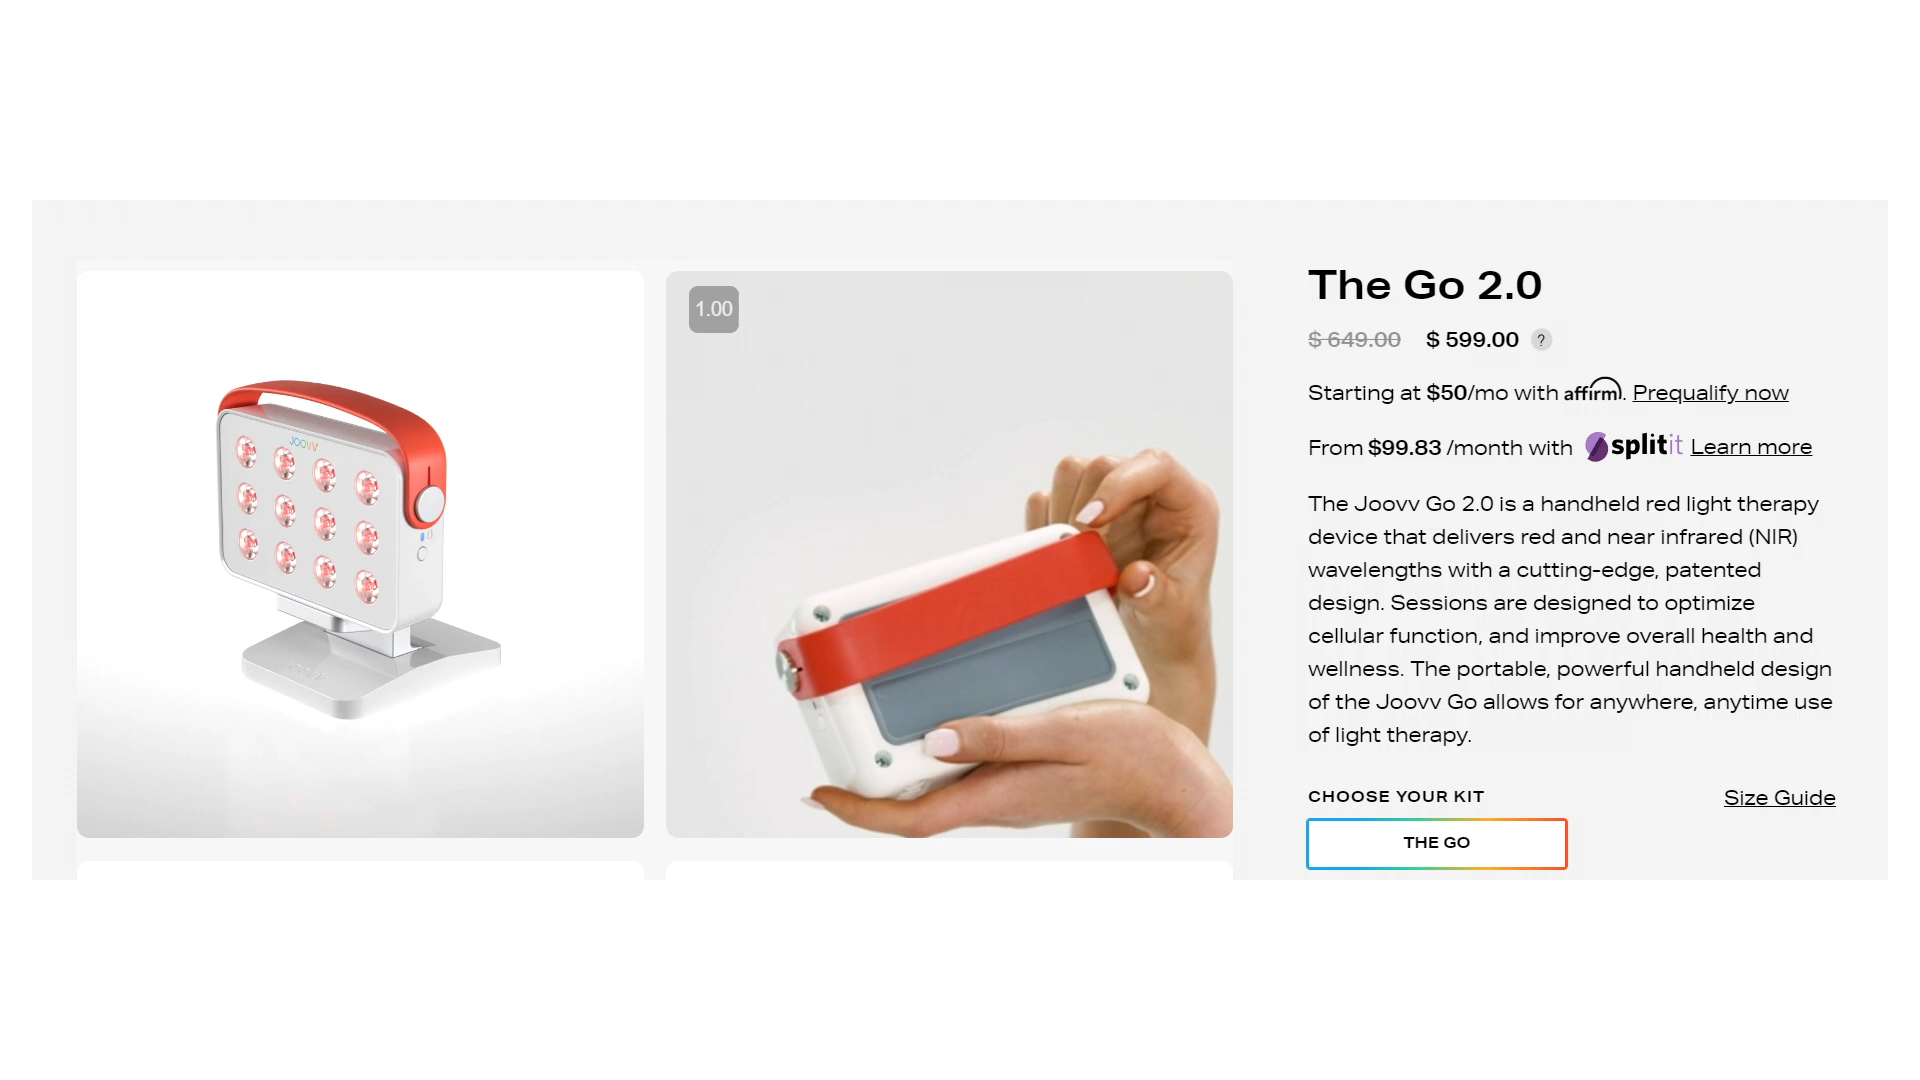 JOOVV
1.00
The Go 2.0
$ 649.00 $ 599.00 ?
Starting at $50/mo with affirm. Prequalify now
From $99.83 /month with splitit Learn more
The Joovv Go 2.0 is a handheld red light therapy
device that delivers red and near infrared (NIR)
wavelengths with a cutting-edge, patented
design. Sessions are designed to optimize
cellular function, and improve overall health and
wellness. The portable, powerful handheld design
of the Joovv Go allows for anywhere, anytime use
of light therapy.
CHOOSE YOUR KIT
Size Guide
THE GO